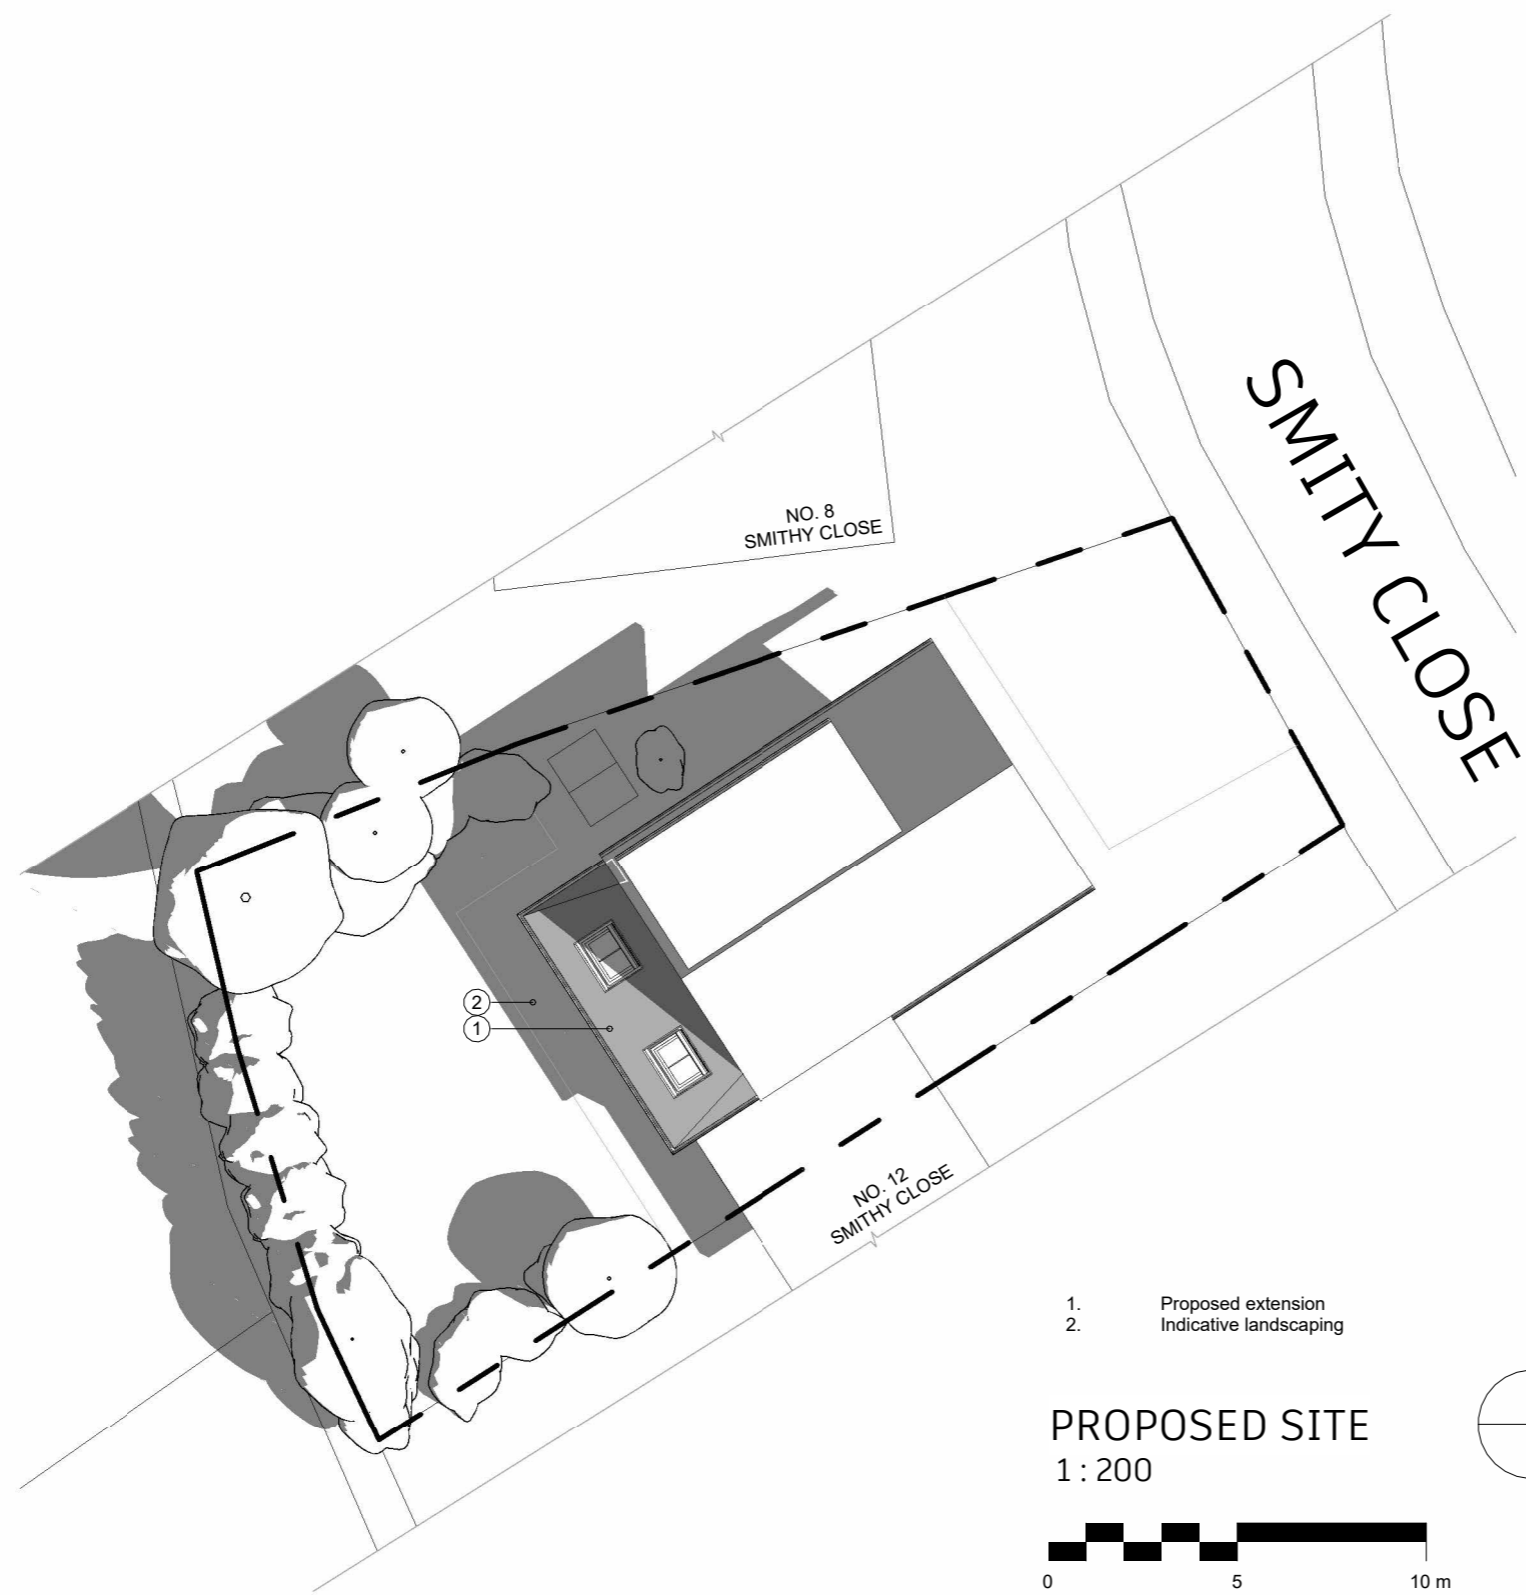 SMITY CLOSE
NO. 8
SMITHY CLOSE
2
1
NO. 12
SMITHY CLOSE
1. Proposed extension
2. Indicative landscaping
PROPOSED SITE
1 : 200
0 5 10 m